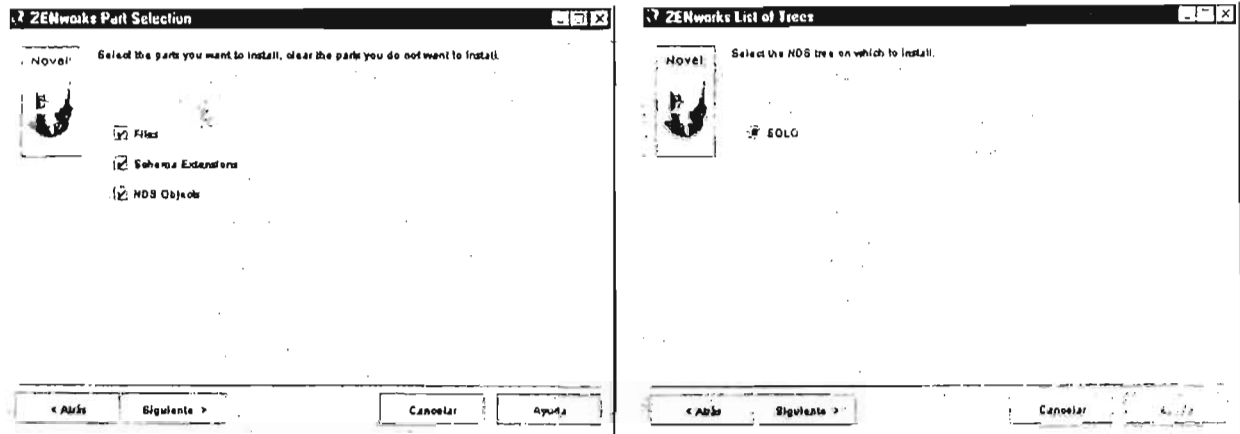 ZENworks Part Selection
Select the parts you want to install, clear the parts you do not want to install.
Novell
Files
Schema Extensions
NDS Objects
< Atrás
Siguiente >
Cancelar
Ayuda
ZENworks List of Trees
Select the NDS tree on which to install.
Novell
SOLO
< Atrás
Siguiente >
Cancelar